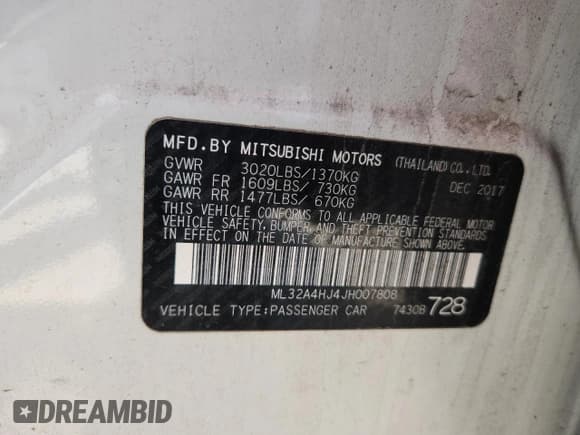 MFD.BY MITSUBISHI MOTORS (THAILAND)CO.,LTD.
GVWR 3020LBS/1370KG DEC 2017
GAWR FR 1609LBS/ 730KG
GAWR RR 1477LBS/ 670KG
THIS VEHICLE CONFORMS TO ALL APPLICABLE FEDERAL MOTOR
VEHICLE SAFETY, BUMPER, AND THEFT PREVENTION STANDARDS
IN EFFECT ON THE DATE OF MANUFACTURE SHOWN ABOVE.
ML32A4HJ4JH007808
VEHICLE TYPE:PASSENGER CAR 7430B 728
DREAMBID